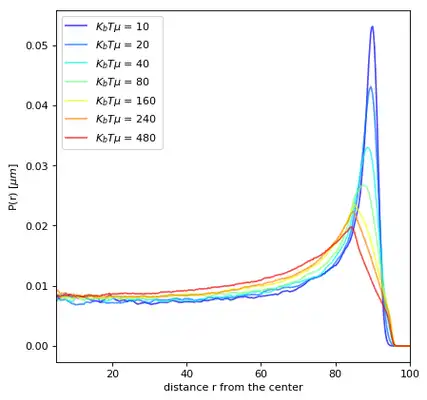 K_bTμ = 10
K_bTμ = 20
K_bTμ = 40
K_bTμ = 80
K_bTμ = 160
K_bTμ = 240
K_bTμ = 480
0.05
0.04
0.03
0.02
0.01
0.00
P(r) [μm]
20 40 60 80 100
distance r from the center